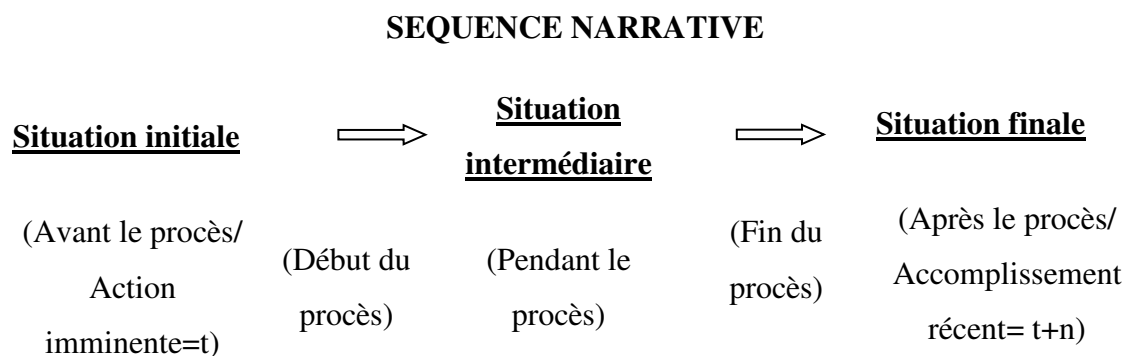 SEQUENCE NARRATIVE
Situation initiale
Situation
intermédiaire
Situation finale
(Avant le procès/
Action
imminente=t)
(Début du
procès)
(Pendant le
procès)
(Fin du
procès)
(Après le procès/
Accomplissement
récent= t+n)